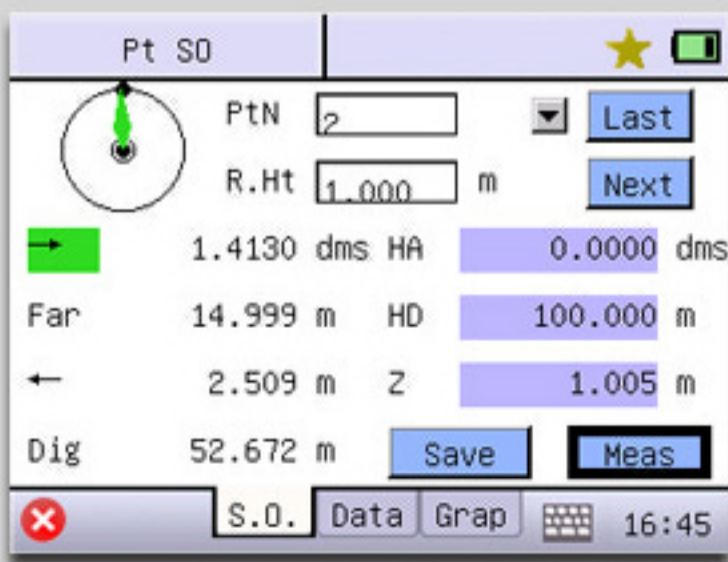 Pt SO
PtN 2 Last
R.Ht 1.000 m Next
→ 1.4130 dms HA 0.0000 dms
Far 14.999 m HD 100.000 m
← 2.509 m Z 1.005 m
Dig 52.672 m Save Meas
S.O. Data Grap 16:45